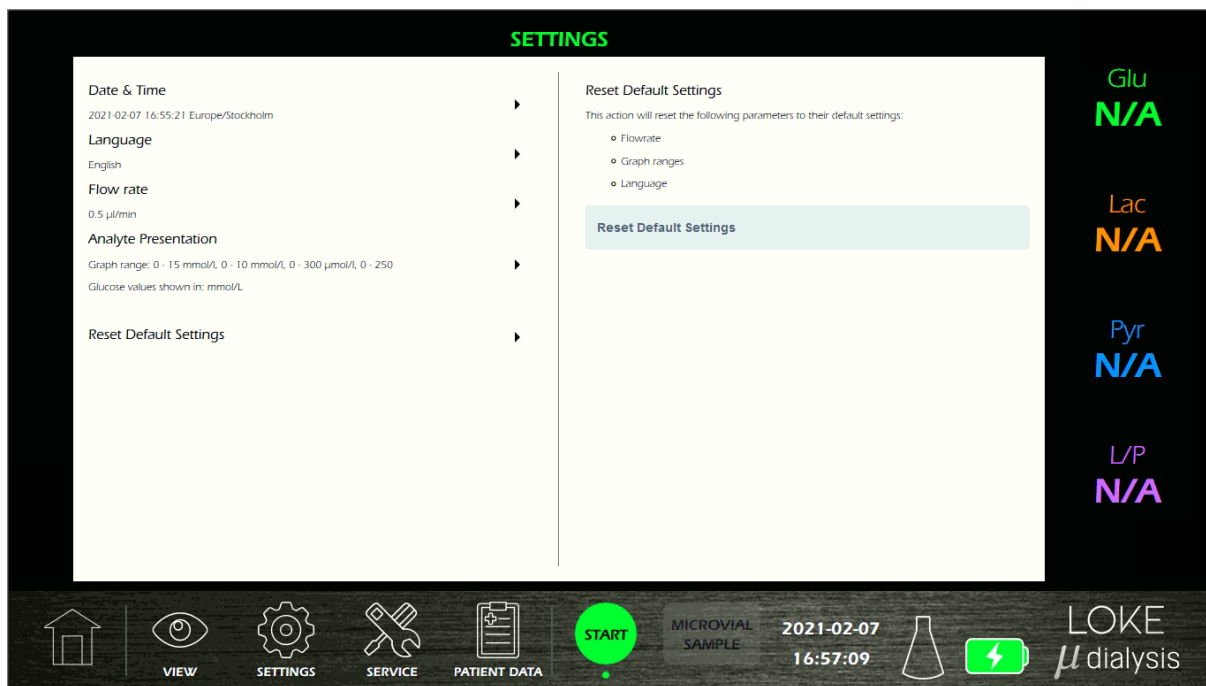 SETTINGS
Date & Time
2021-02-07 16:55:21 Europe/Stockholm
Language
English
Flow rate
0.5 µl/min
Analyte Presentation
Graph range: 0 - 15 mmol/l, 0 - 10 mmol/l, 0 - 300 µmol/l, 0 - 250
Glucose values shown in: mmol/L
Reset Default Settings
Reset Default Settings
This action will reset the following parameters to their default settings:
Flowrate
Graph ranges
Language
Reset Default Settings
Glu
N/A
Lac
N/A
Pyr
N/A
L/P
N/A
VIEW
SETTINGS
SERVICE
PATIENT DATA
START
MICROVIAL
SAMPLE
2021-02-07
16:57:09
LOKE
µ dialysis